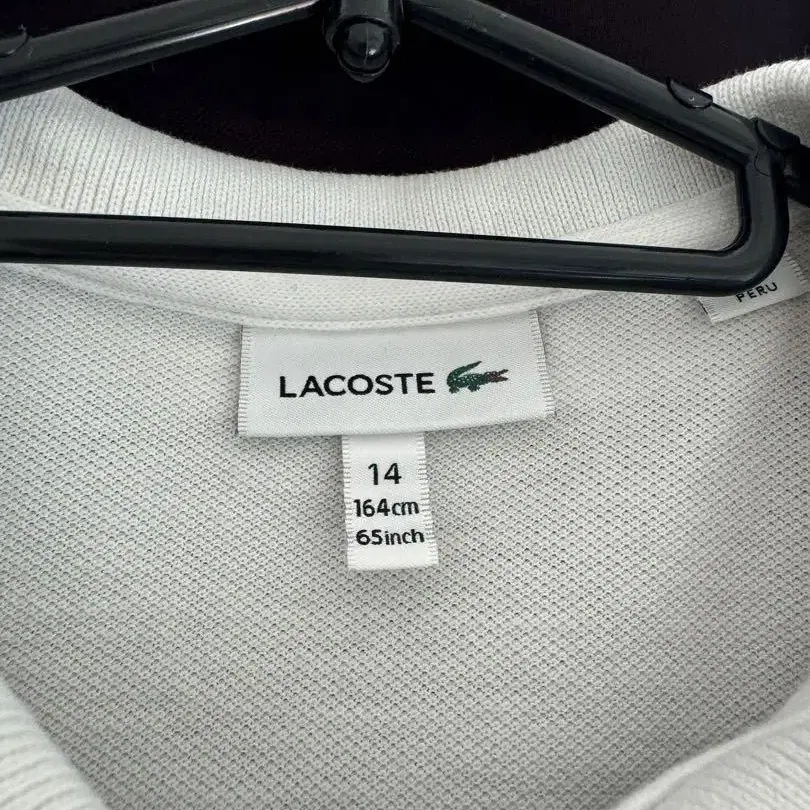 PERU
LACOSTE
14
164cm
65inch